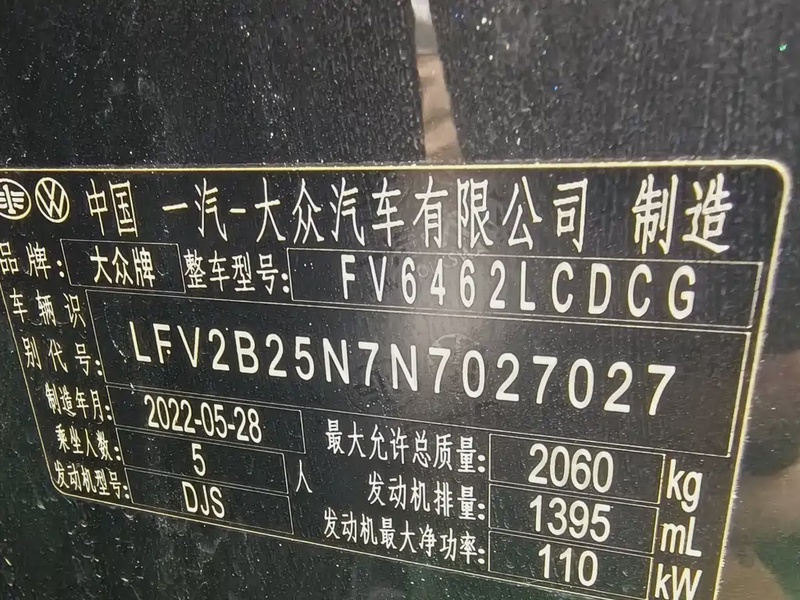 中国 一汽-大众汽车有限公司 制造
品牌: 大众牌 整车型号: FV6462LCDCG
车辆识别代号: LFV2B25N7N7027027
制造年月: 2022-05-28 最大允许总质量: 2060 kg
乘坐人数: 5 人 发动机排量: 1395 mL
发动机型号: DJS 发动机最大净功率: 110 kW